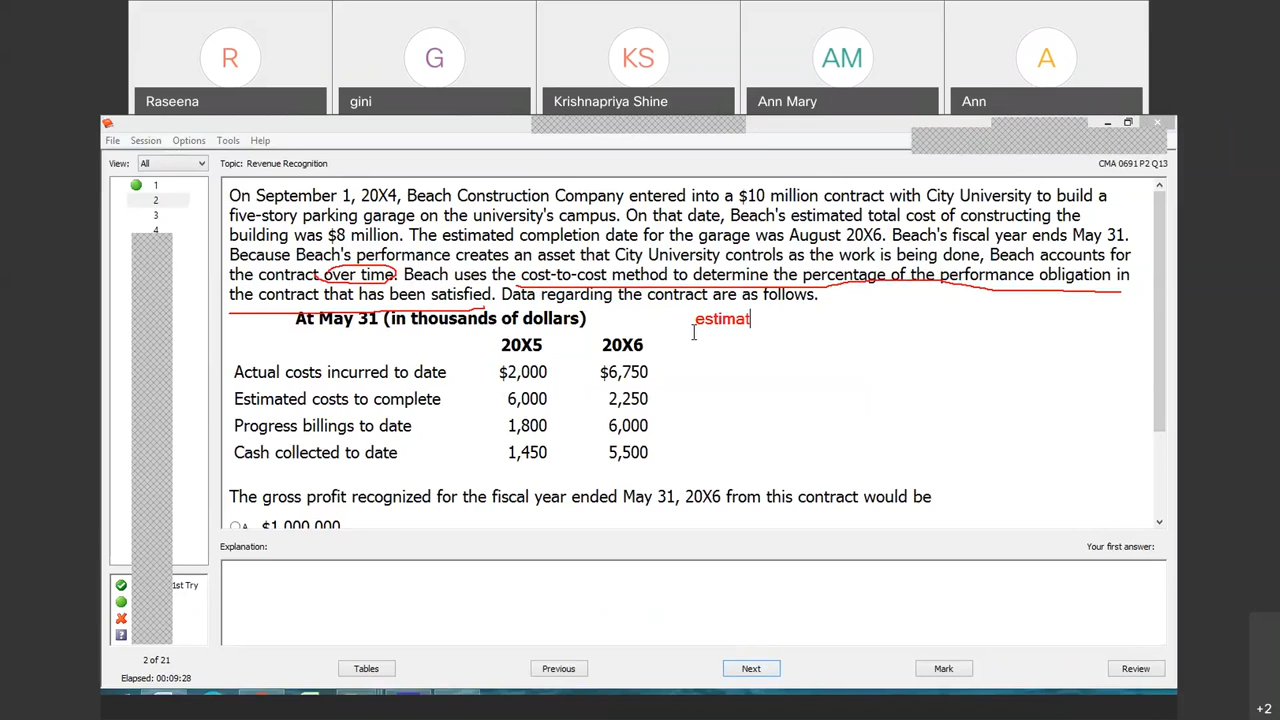 R
G
KS
AM
A
Raseena
gini
Krishnapriya Shine
Ann Mary
Ann
File Session Options Tools Help
View: All
Topic: Revenue Recognition
CMA 0691 P2 Q13
1
2
3
4
On September 1, 20X4, Beach Construction Company entered into a $10 million contract with City University to build a
five-story parking garage on the university's campus. On that date, Beach's estimated total cost of constructing the
building was $8 million. The estimated completion date for the garage was August 20X6. Beach's fiscal year ends May 31.
Because Beach's performance creates an asset that City University controls as the work is being done, Beach accounts for
the contract over time. Beach uses the cost-to-cost method to determine the percentage of the performance obligation in
the contract that has been satisfied. Data regarding the contract are as follows.
At May 31 (in thousands of dollars)
estimat
20X5 20X6
Actual costs incurred to date $2,000 $6,750
Estimated costs to complete 6,000 2,250
Progress billings to date 1,800 6,000
Cash collected to date 1,450 5,500
The gross profit recognized for the fiscal year ended May 31, 20X6 from this contract would be
A. $1,000,000
Explanation:
Your first answer:
1st Try
2 of 21
Elapsed: 00:09:28
Tables
Previous
Next
Mark
Review
+2